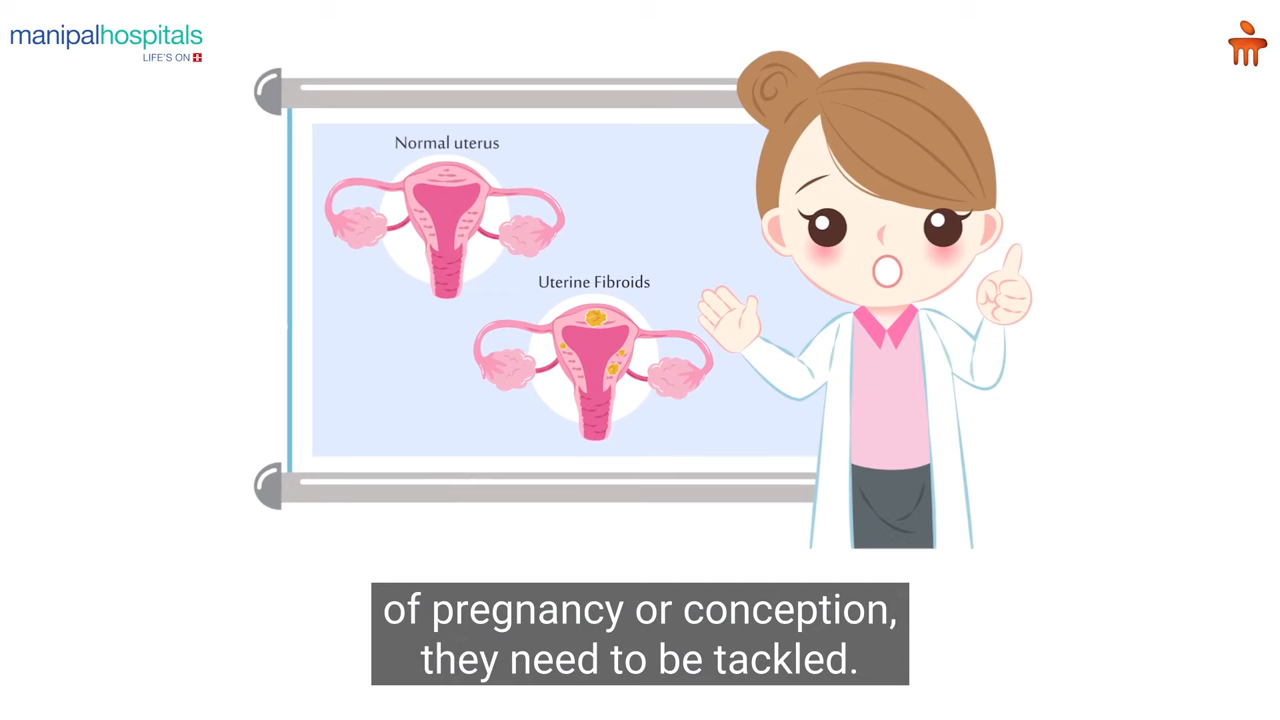 manipalhospitals
LIFE'S ON
Normal uterus
Uterine Fibroids
of pregnancy or conception,
they need to be tackled.